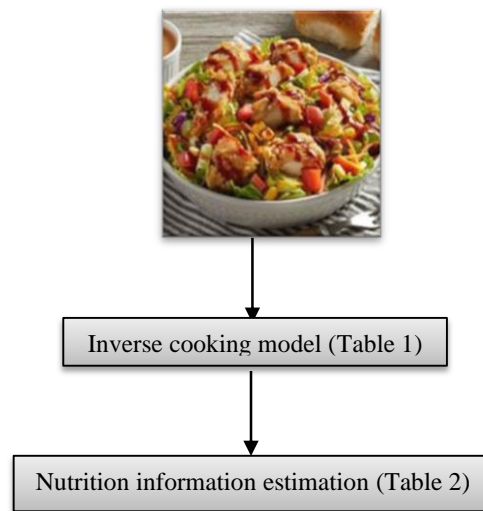 Inverse cooking model (Table 1)
Nutrition information estimation (Table 2)